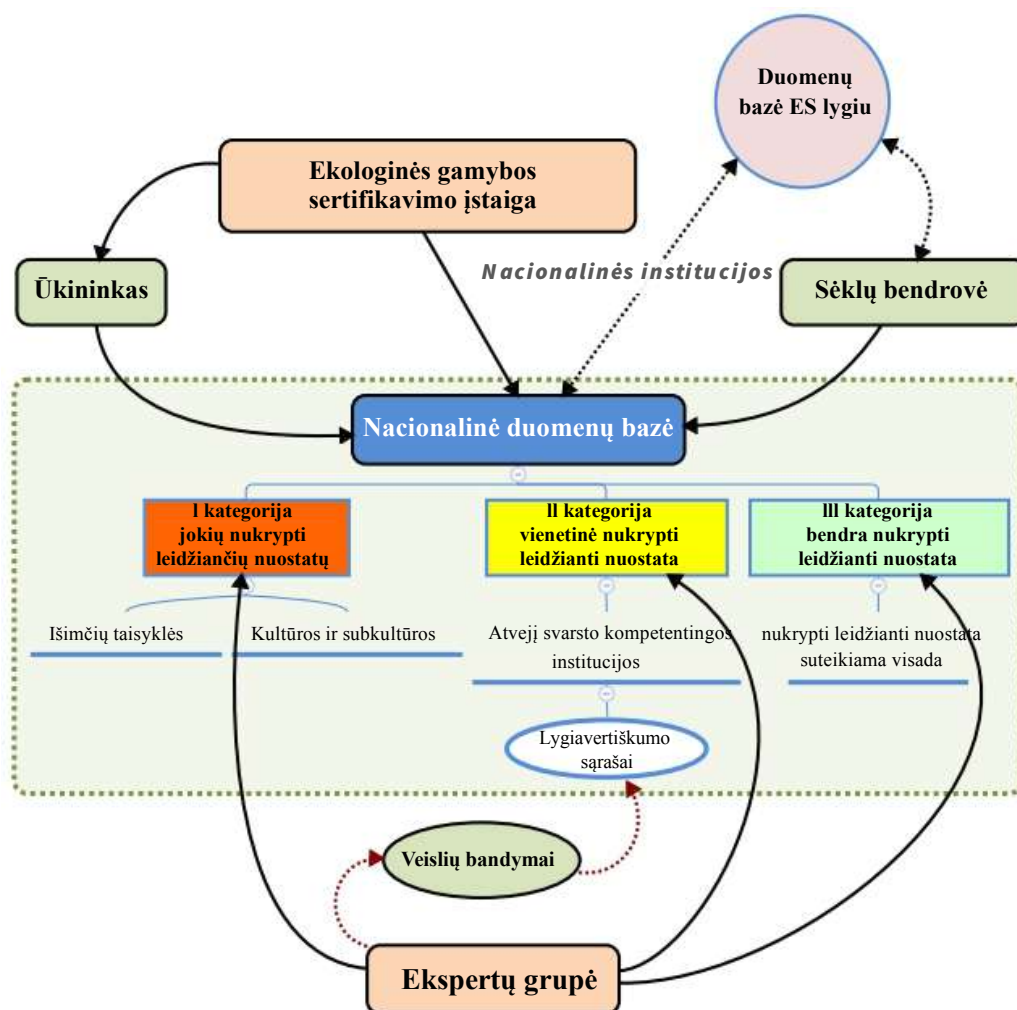 Duomenų
bazė ES lygiu
Ekologinės gamybos
sertifikavimo įstaiga
Nacionalinės institucijos
Ūkininkas
Sėklų bendrovė
Nacionalinė duomenų bazė
I kategorija
jokių nukrypti
leidžiančių nuostatų
ll kategorija
vienetinė nukrypti
leidžianti nuostata
lll kategorija
bendra nukrypti
leidžianti nuostata
Išimčių taisyklės
Kultūros ir subkultūros
Atvejį svarsto kompetentingos
institucijos
nukrypti leidžianti nuostata
suteikiama visada
Lygiavertiškumo
sąrašai
Veislių bandymai
Ekspertų grupė